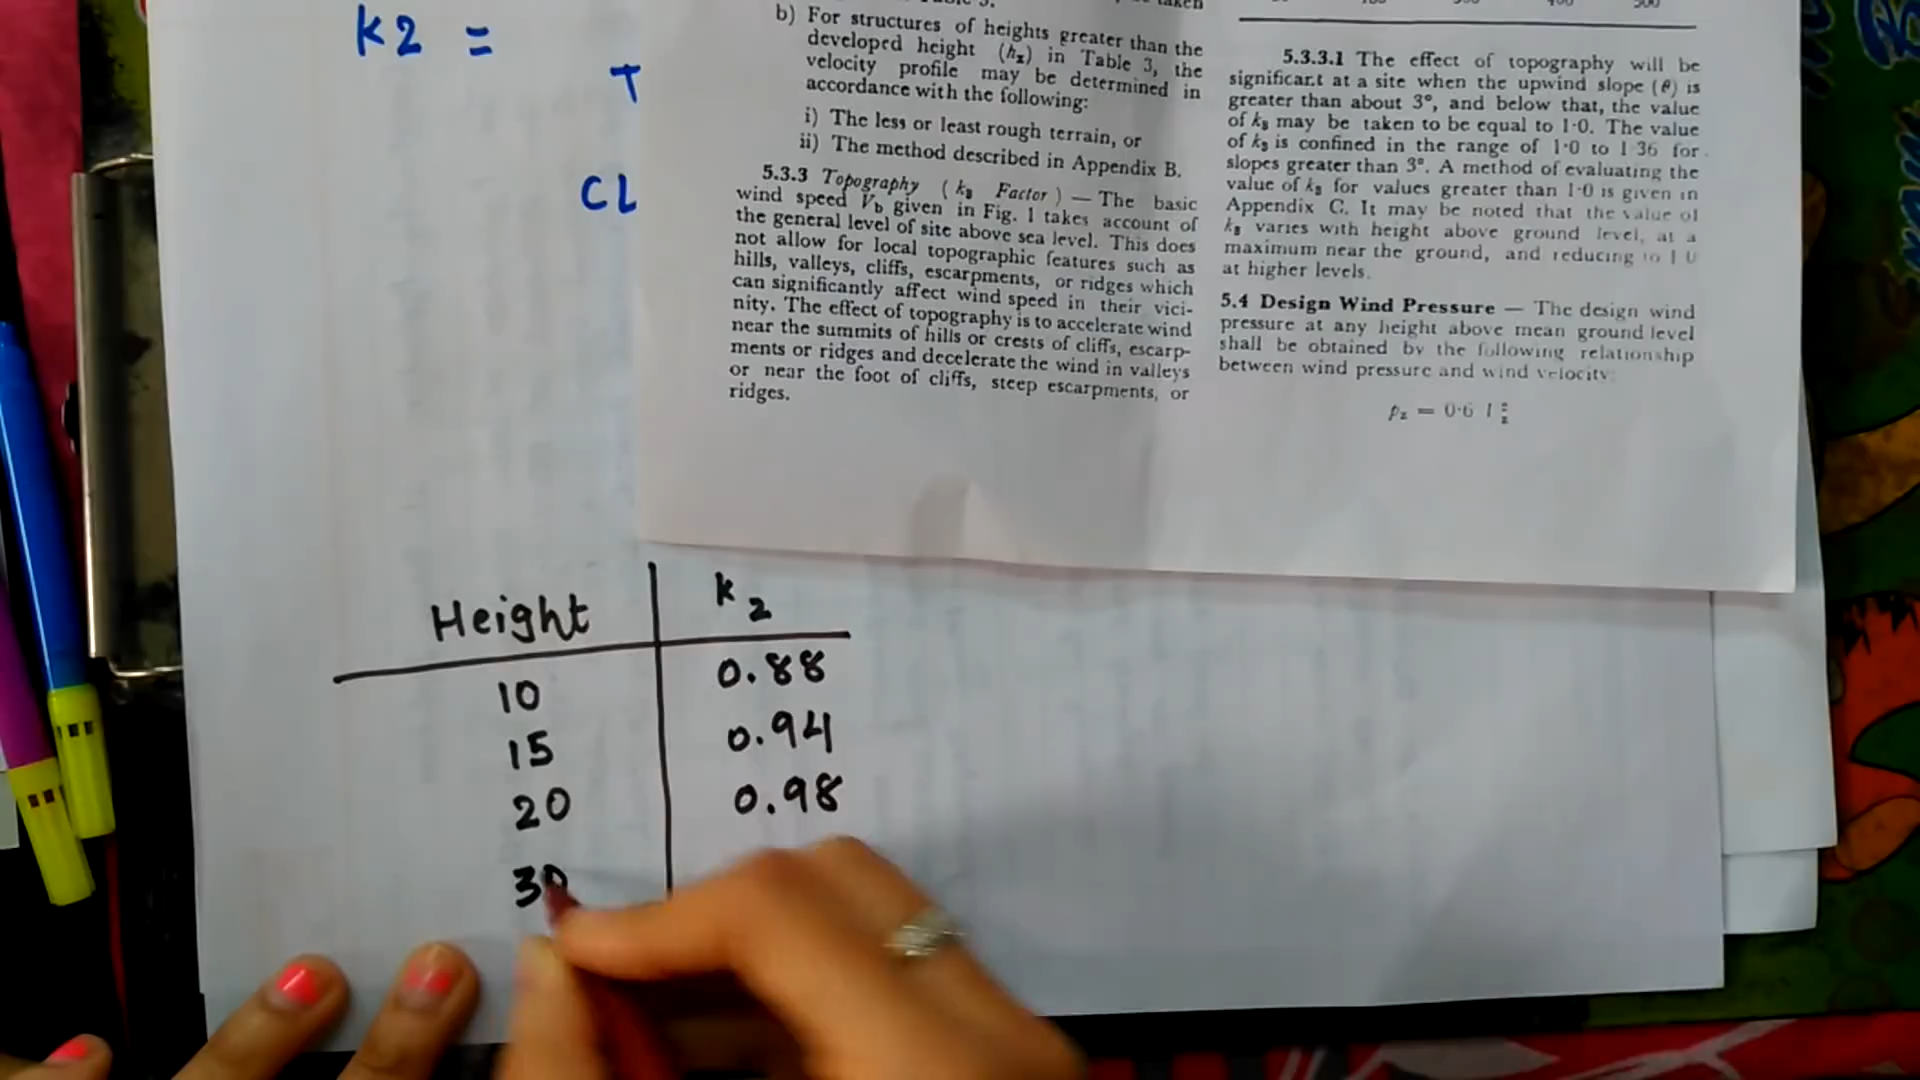 K2 =
T
CL
taken
b) For structures of heights greater than the
developed height (hx) in Table 3, the
velocity profile may be determined in
accordance with the following:
i) The less or least rough terrain, or
ii) The method described in Appendix B.
5.3.3 Topography ( k3 Factor ) — The basic
wind speed Vb given in Fig. 1 takes account of
the general level of site above sea level. This does
not allow for local topographic features such as
hills, valleys, cliffs, escarpments, or ridges which
can significantly affect wind speed in their vici-
nity. The effect of topography is to accelerate wind
near the summits of hills or crests of cliffs, escarp-
ments or ridges and decelerate the wind in valleys
or near the foot of cliffs, steep escarpments, or
ridges.
5.3.3.1 The effect of topography will be
significant at a site when the upwind slope (θ) is
greater than about 3°, and below that, the value
of k3 may be taken to be equal to 1·0. The value
of k3 is confined in the range of 1·0 to 1 36 for
slopes greater than 3°. A method of evaluating the
value of k3 for values greater than 1·0 is given in
Appendix C. It may be noted that the value of
k3 varies with height above ground level, at a
maximum near the ground, and reducing to 1 0
at higher levels.
5.4 Design Wind Pressure — The design wind
pressure at any height above mean ground level
shall be obtained by the following relationship
between wind pressure and wind velocity:
pz = 0·6
Height K2
10 0.88
15 0.94
20 0.98
30